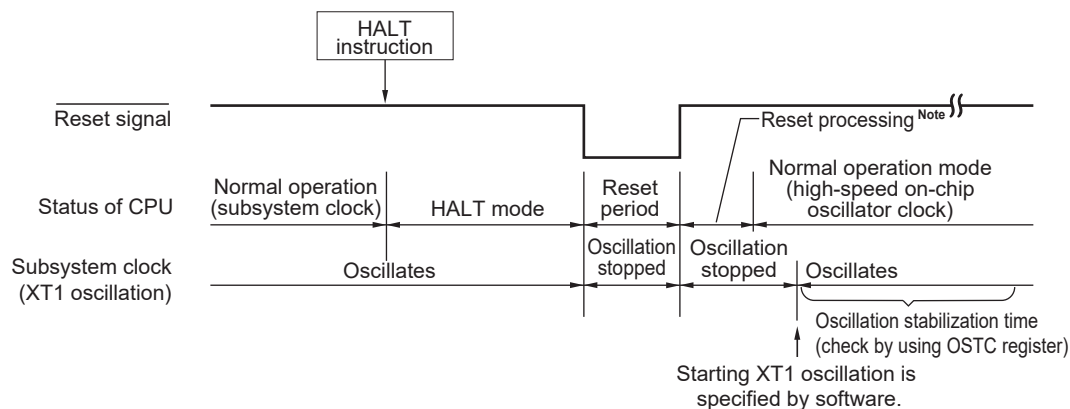 HALT
instruction
Reset signal
Reset processing Note
Status of CPU
Normal operation
(subsystem clock)
HALT mode
Reset
period
Normal operation mode
(high-speed on-chip
oscillator clock)
Subsystem clock
(XT1 oscillation)
Oscillates
Oscillation
stopped
Oscillation
stopped
Oscillates
Oscillation stabilization time
(check by using OSTC register)
Starting XT1 oscillation is
specified by software.